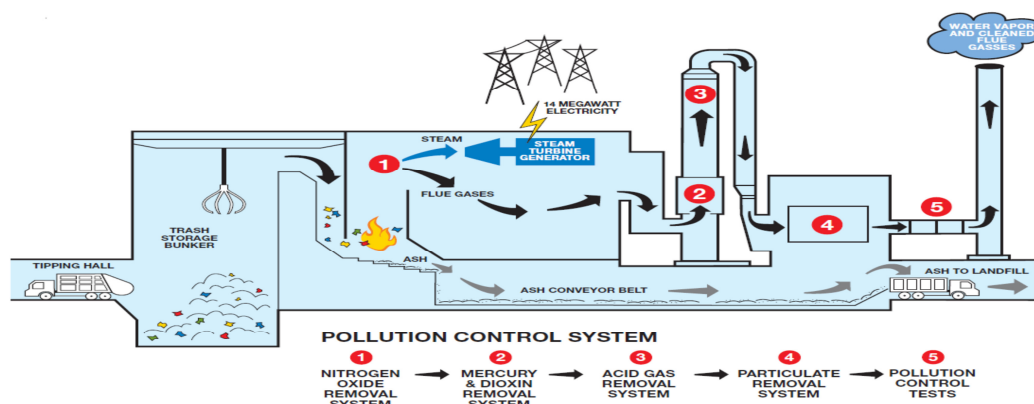 WATER VAPOR
AND CLEANED
FLUE
GASSES
3
14 MEGAWATT
ELECTRICITY
STEAM
STEAM
TURBINE
GENERATOR
1
FLUE GASES
2
4
5
TRASH
STORAGE
BUNKER
TIPPING HALL
ASH
ASH CONVEYOR BELT
ASH TO LANDFILL
POLLUTION CONTROL SYSTEM
1
NITROGEN
OXIDE
REMOVAL
SYSTEM
2
MERCURY
& DIOXIN
REMOVAL
SYSTEM
3
ACID GAS
REMOVAL
SYSTEM
4
PARTICULATE
REMOVAL
SYSTEM
5
POLLUTION
CONTROL
TESTS